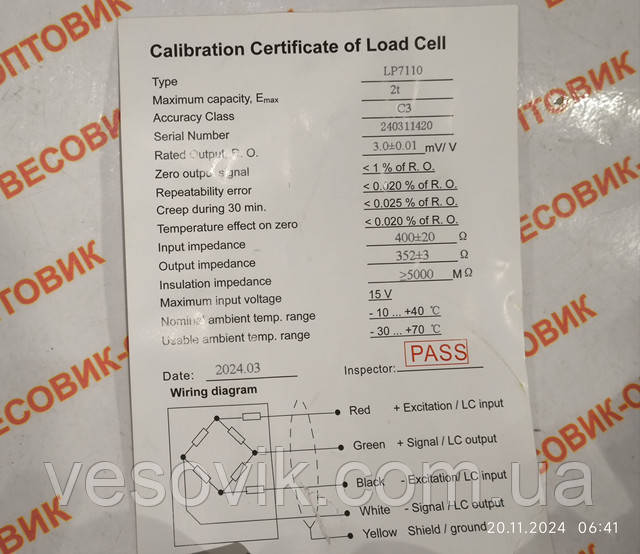 Calibration Certificate of Load Cell
Type LP7110
Maximum capacity, Emax 2t
Accuracy Class C3
Serial Number 240311420
Rated Output, R. O. 3.0±0.01 mV/ V
Zero output signal < 1 % of R. O.
Repeatability error < 0.020 % of R. O.
Creep during 30 min. < 0.025 % of R. O.
Temperature effect on zero < 0.020 % of R. O.
Input impedance 400±20 Ω
Output impedance 352±3 Ω
Insulation impedance ≥5000 M Ω
Maximum input voltage 15 V
Nominal ambient temp. range - 10 ... +40 ℃
Usable ambient temp. range - 30 ... +70 ℃
PASS
Date: 2024.03 Inspector:
Wiring diagram
Red + Excitation / LC input
Green + Signal / LC output
Black - Excitation/ LC input
White - Signal / LC output
Yellow Shield / ground
vesovik.com.ua
20.11.2024 06:41
ОПТОВИК
ВЕСОВИК
ОПТОВИК
ВЕСОВИК-О
ВЕСОВИК-О